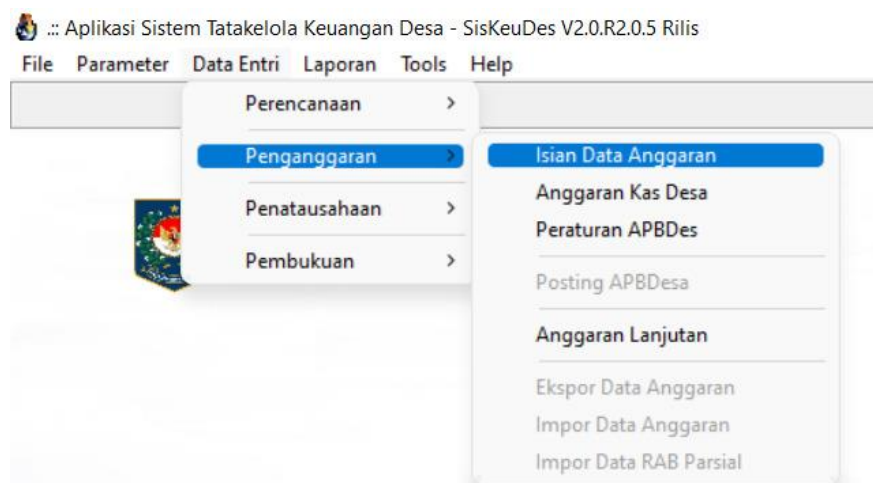 .:: Aplikasi Sistem Tatakelola Keuangan Desa - SisKeuDes V2.0.R2.0.5 Rilis
File Parameter Data Entri Laporan Tools Help
Perencanaan
Penganggaran
Penatausahaan
Pembukuan
Isian Data Anggaran
Anggaran Kas Desa
Peraturan APBDes
Posting APBDesa
Anggaran Lanjutan
Ekspor Data Anggaran
Impor Data Anggaran
Impor Data RAB Parsial